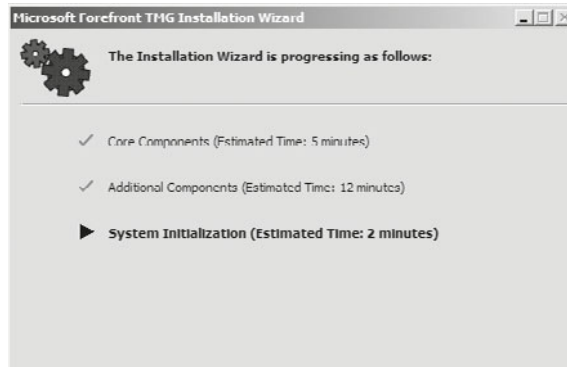 Microsoft Forefront TMG Installation Wizard
The Installation Wizard is progressing as follows:
Core Components (Estimated Time: 5 minutes)
Additional Components (Estimated Time: 12 minutes)
System Initialization (Estimated Time: 2 minutes)